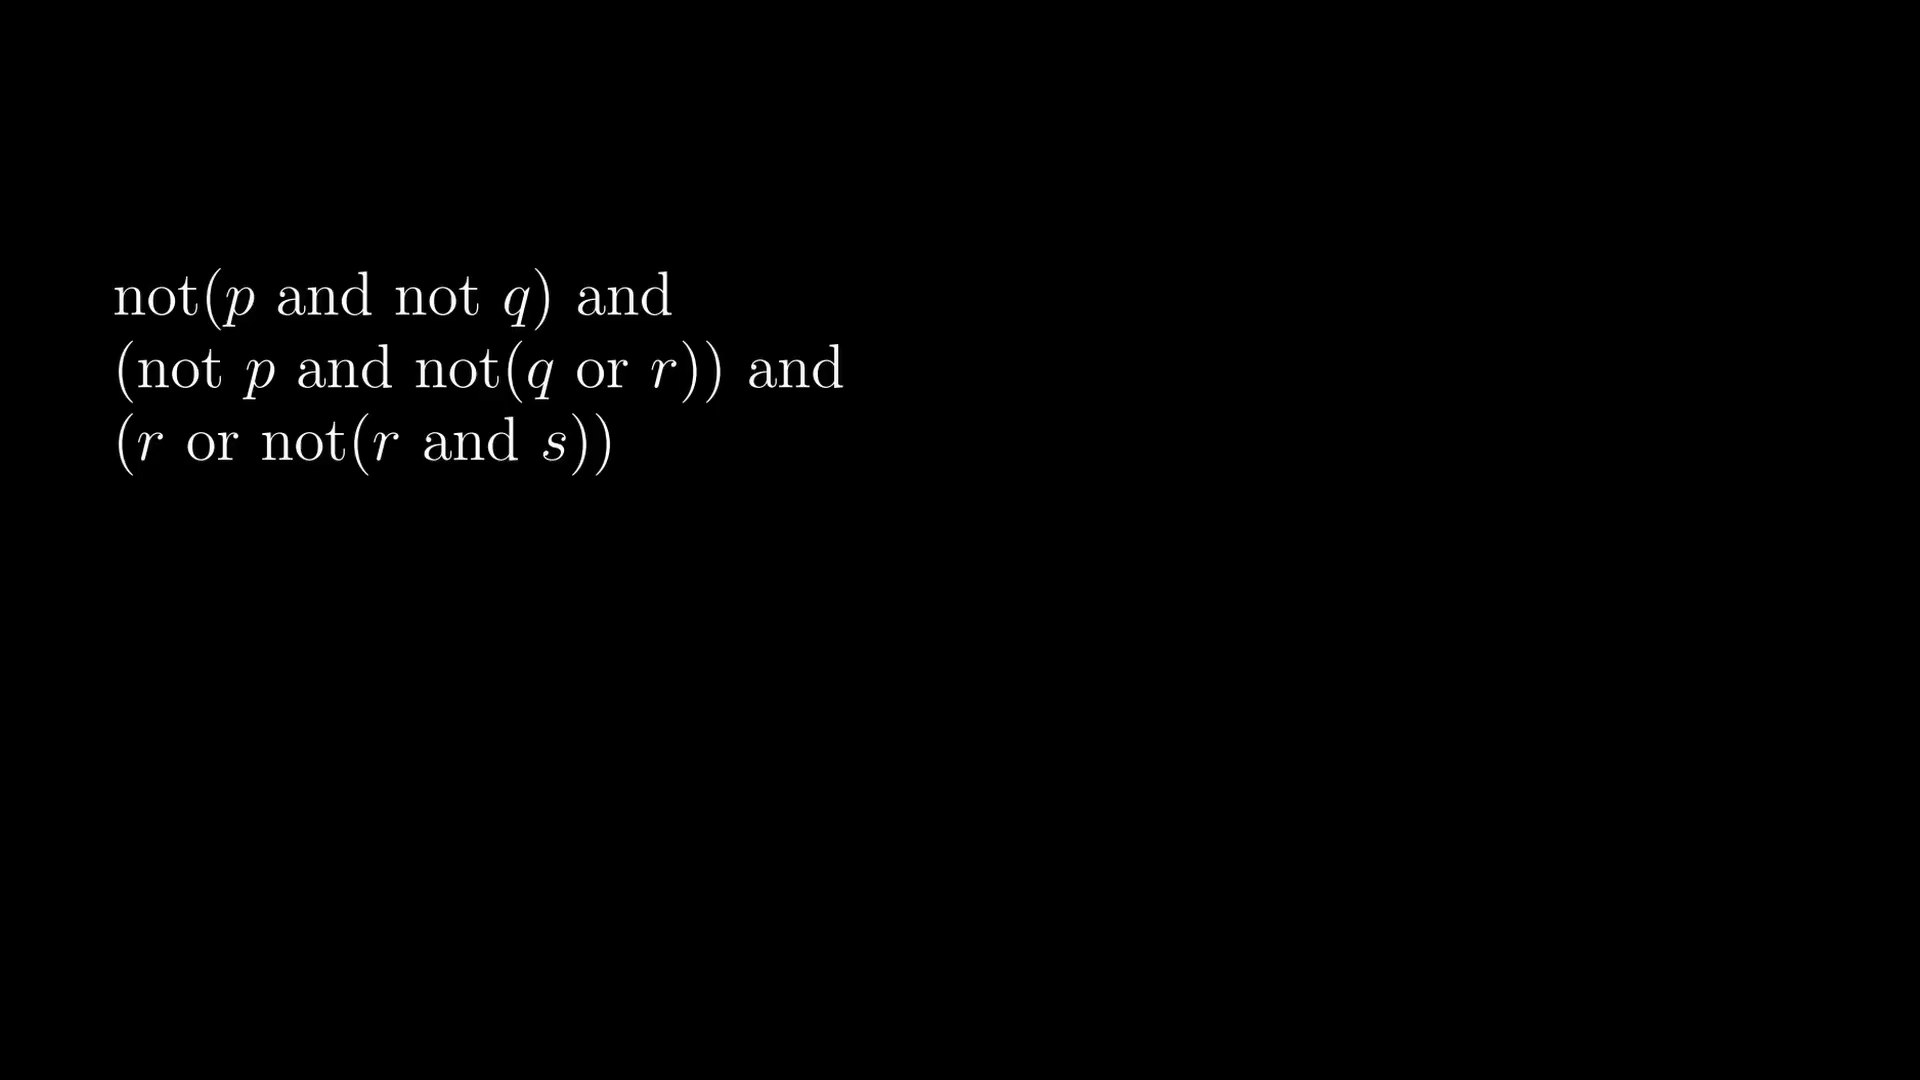 not(p and not q) and
(not p and not(q or r)) and
(r or not(r and s))